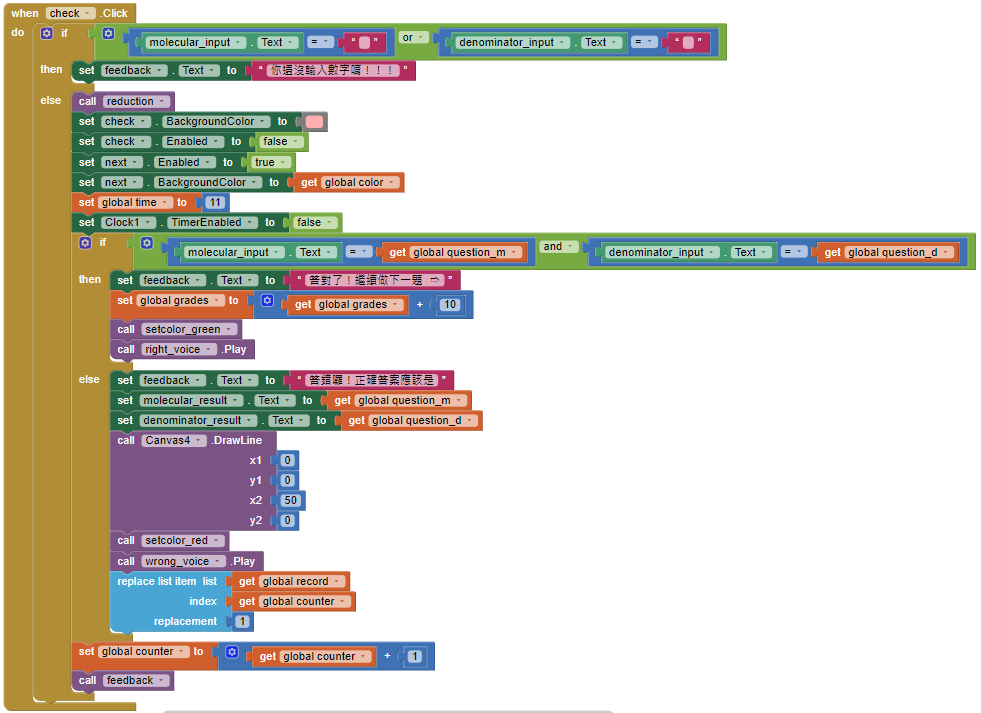 when check .Click
do if molecular_input . Text = " " or denominator_input . Text = " "
then set feedback . Text to " 你還沒輸入數字唷！！！ "
else call reduction
set check . BackgroundColor to
set check . Enabled to false
set next . Enabled to true
set next . BackgroundColor to get global color
set global time to 11
set Clock1 . TimerEnabled to false
if molecular_input . Text = get global question_m and denominator_input . Text = get global question_d
then set feedback . Text to " 答對了！繼續做下一題 ⇨ "
set global grades to get global grades + 10
call setcolor_green
call right_voice .Play
else set feedback . Text to " 答錯囉！正確答案應該是 "
set molecular_result . Text to get global question_m
set denominator_result . Text to get global question_d
call Canvas4 .DrawLine
x1 0
y1 0
x2 50
y2 0
call setcolor_red
call wrong_voice .Play
replace list item list get global record
index get global counter
replacement 1
set global counter to get global counter + 1
call feedback